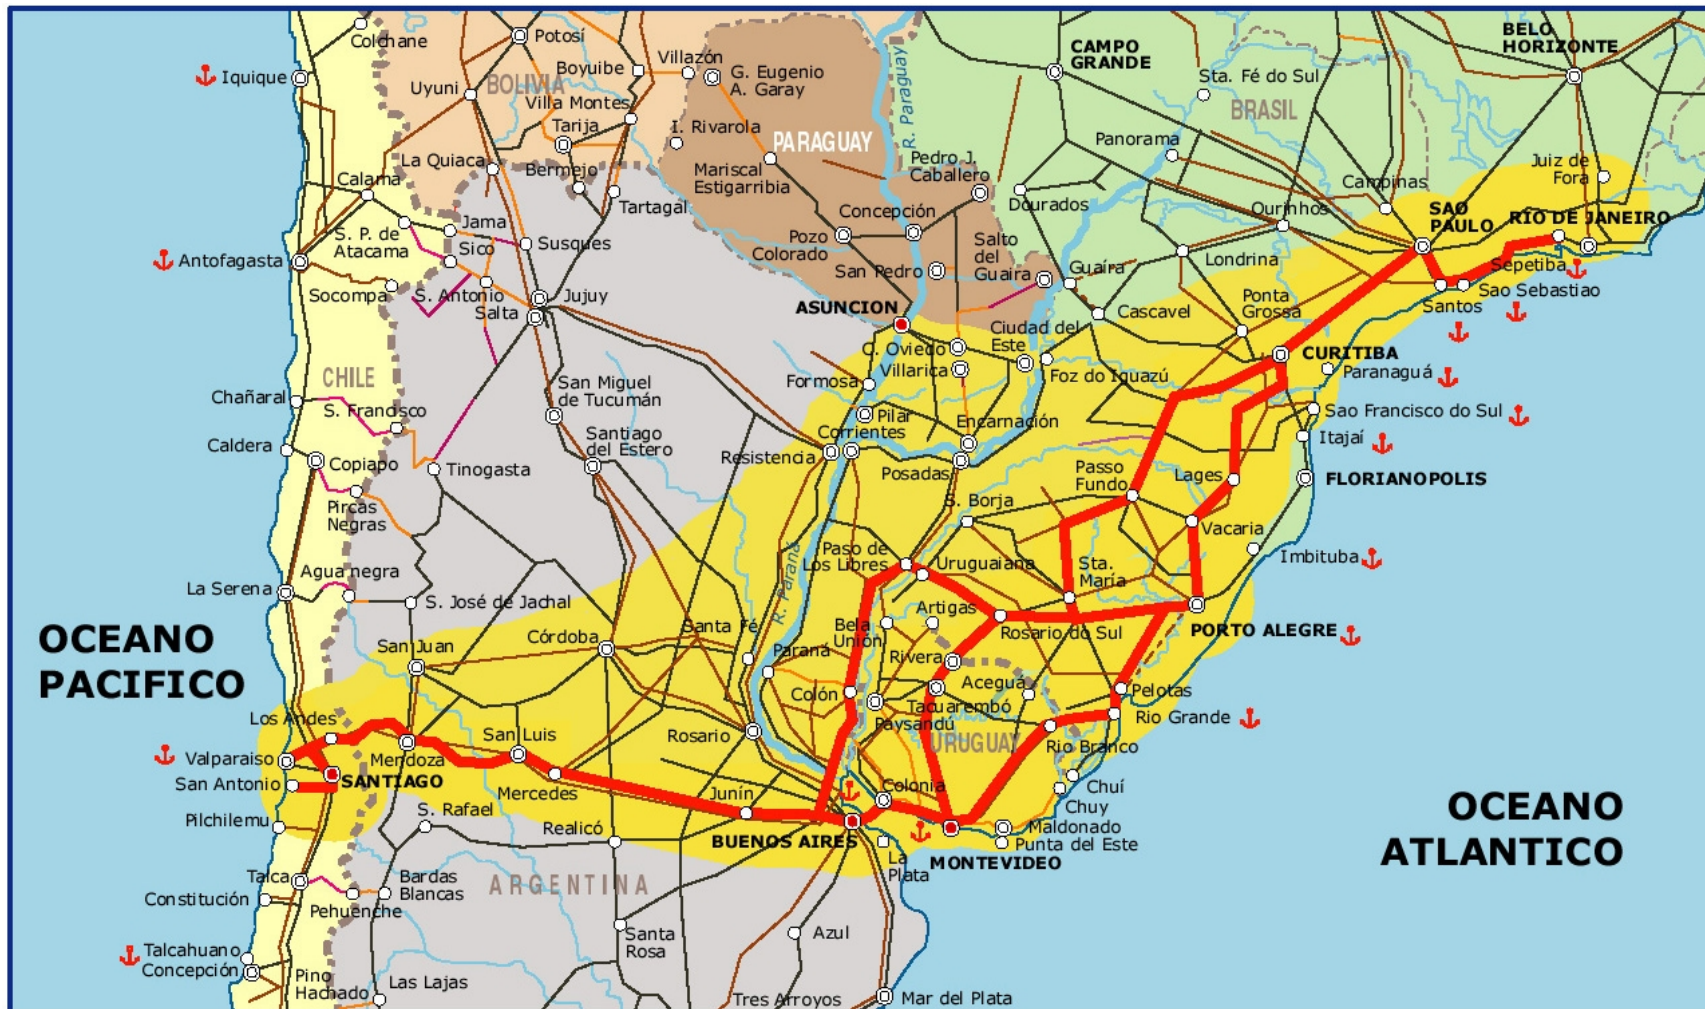 Colchane
Potosí
CAMPO
GRANDE
BELO
HORIZONTE
Iquique
Boyuibe
Villazón
G. Eugenio
A. Garay
R. Paraguay
Sta. Fé do Sul
Uyuni
BOLIVIA
Villa Montes
BRASIL
Tarija
I. Rivarola
PARAGUAY
Panorama
Juiz de
Fora
La Quiaca
Bermejo
Mariscal
Estigarribia
Pedro J.
Caballero
Calama
Tartagal
Dourados
Campinas
Ourinhos
SAO
PAULO
RIO DE JANEIRO
S. P. de
Atacama
Jama
Sico
Susques
Concepción
Pozo
Colorado
Salto
del
Guaira
Antofagasta
San Pedro
Guaíra
Londrina
Sepetiba
Socompa
S. Antonio
Jujuy
Salta
ASUNCION
Cascavel
Ponta
Grossa
Santos
Sao Sebastiao
Ciudad del
Este
C. Oviedo
Villarica
Foz do Iguazú
CURITIBA
Paranaguá
CHILE
San Miguel
de Tucumán
Formosa
Chañaral
S. Francisco
Pilar
Encarnación
Sao Francisco do Sul
Caldera
Santiago
del Estero
Corrientes
Resistencia
Itajaí
Copiapo
Tinogasta
Posadas
Passo
Fundo
Lages
FLORIANOPOLIS
Pircas
Negras
S. Borja
Vacaria
R. Paraná
Paso de
Los Libres
Uruguaiana
Sta.
María
Imbituba
Agua negra
La Serena
S. José de Jachal
Artigas
OCEANO
PACIFICO
San Juan
Córdoba
Santa Fé
Bela
Unión
Rosario do Sul
PORTO ALEGRE
Paraná
Rivera
Colón
Aceguá
Pelotas
Los Andes
Tacuarembó
Paysandú
Rio Grande
Valparaiso
Mendoza
San Luis
Rosario
URUGUAY
Rio Branco
SANTIAGO
San Antonio
Mercedes
Junín
Colonia
Chuí
Chuy
OCEANO
ATLANTICO
Pilchilemu
S. Rafael
Realicó
BUENOS AIRES
Maldonado
Punta del Este
La
Plata
MONTEVIDEO
Talca
Bardas
Blancas
ARGENTINA
Constitución
Pehuenche
Talcahuano
Concepción
Santa
Rosa
Azul
Pino
Hachado
Las Lajas
Tres Arroyos
Mar del Plata